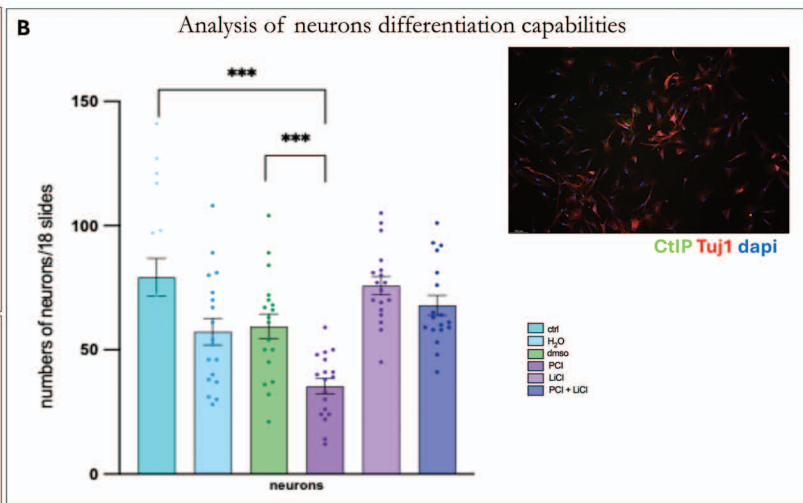 B
Analysis of neurons differentiation capabilities
***
***
150
100
50
0
numbers of neurons/18 slides
neurons
CtIP Tuj1 dapi
ctrl
H₂O
dmso
PCI
LiCl
PCI + LiCl